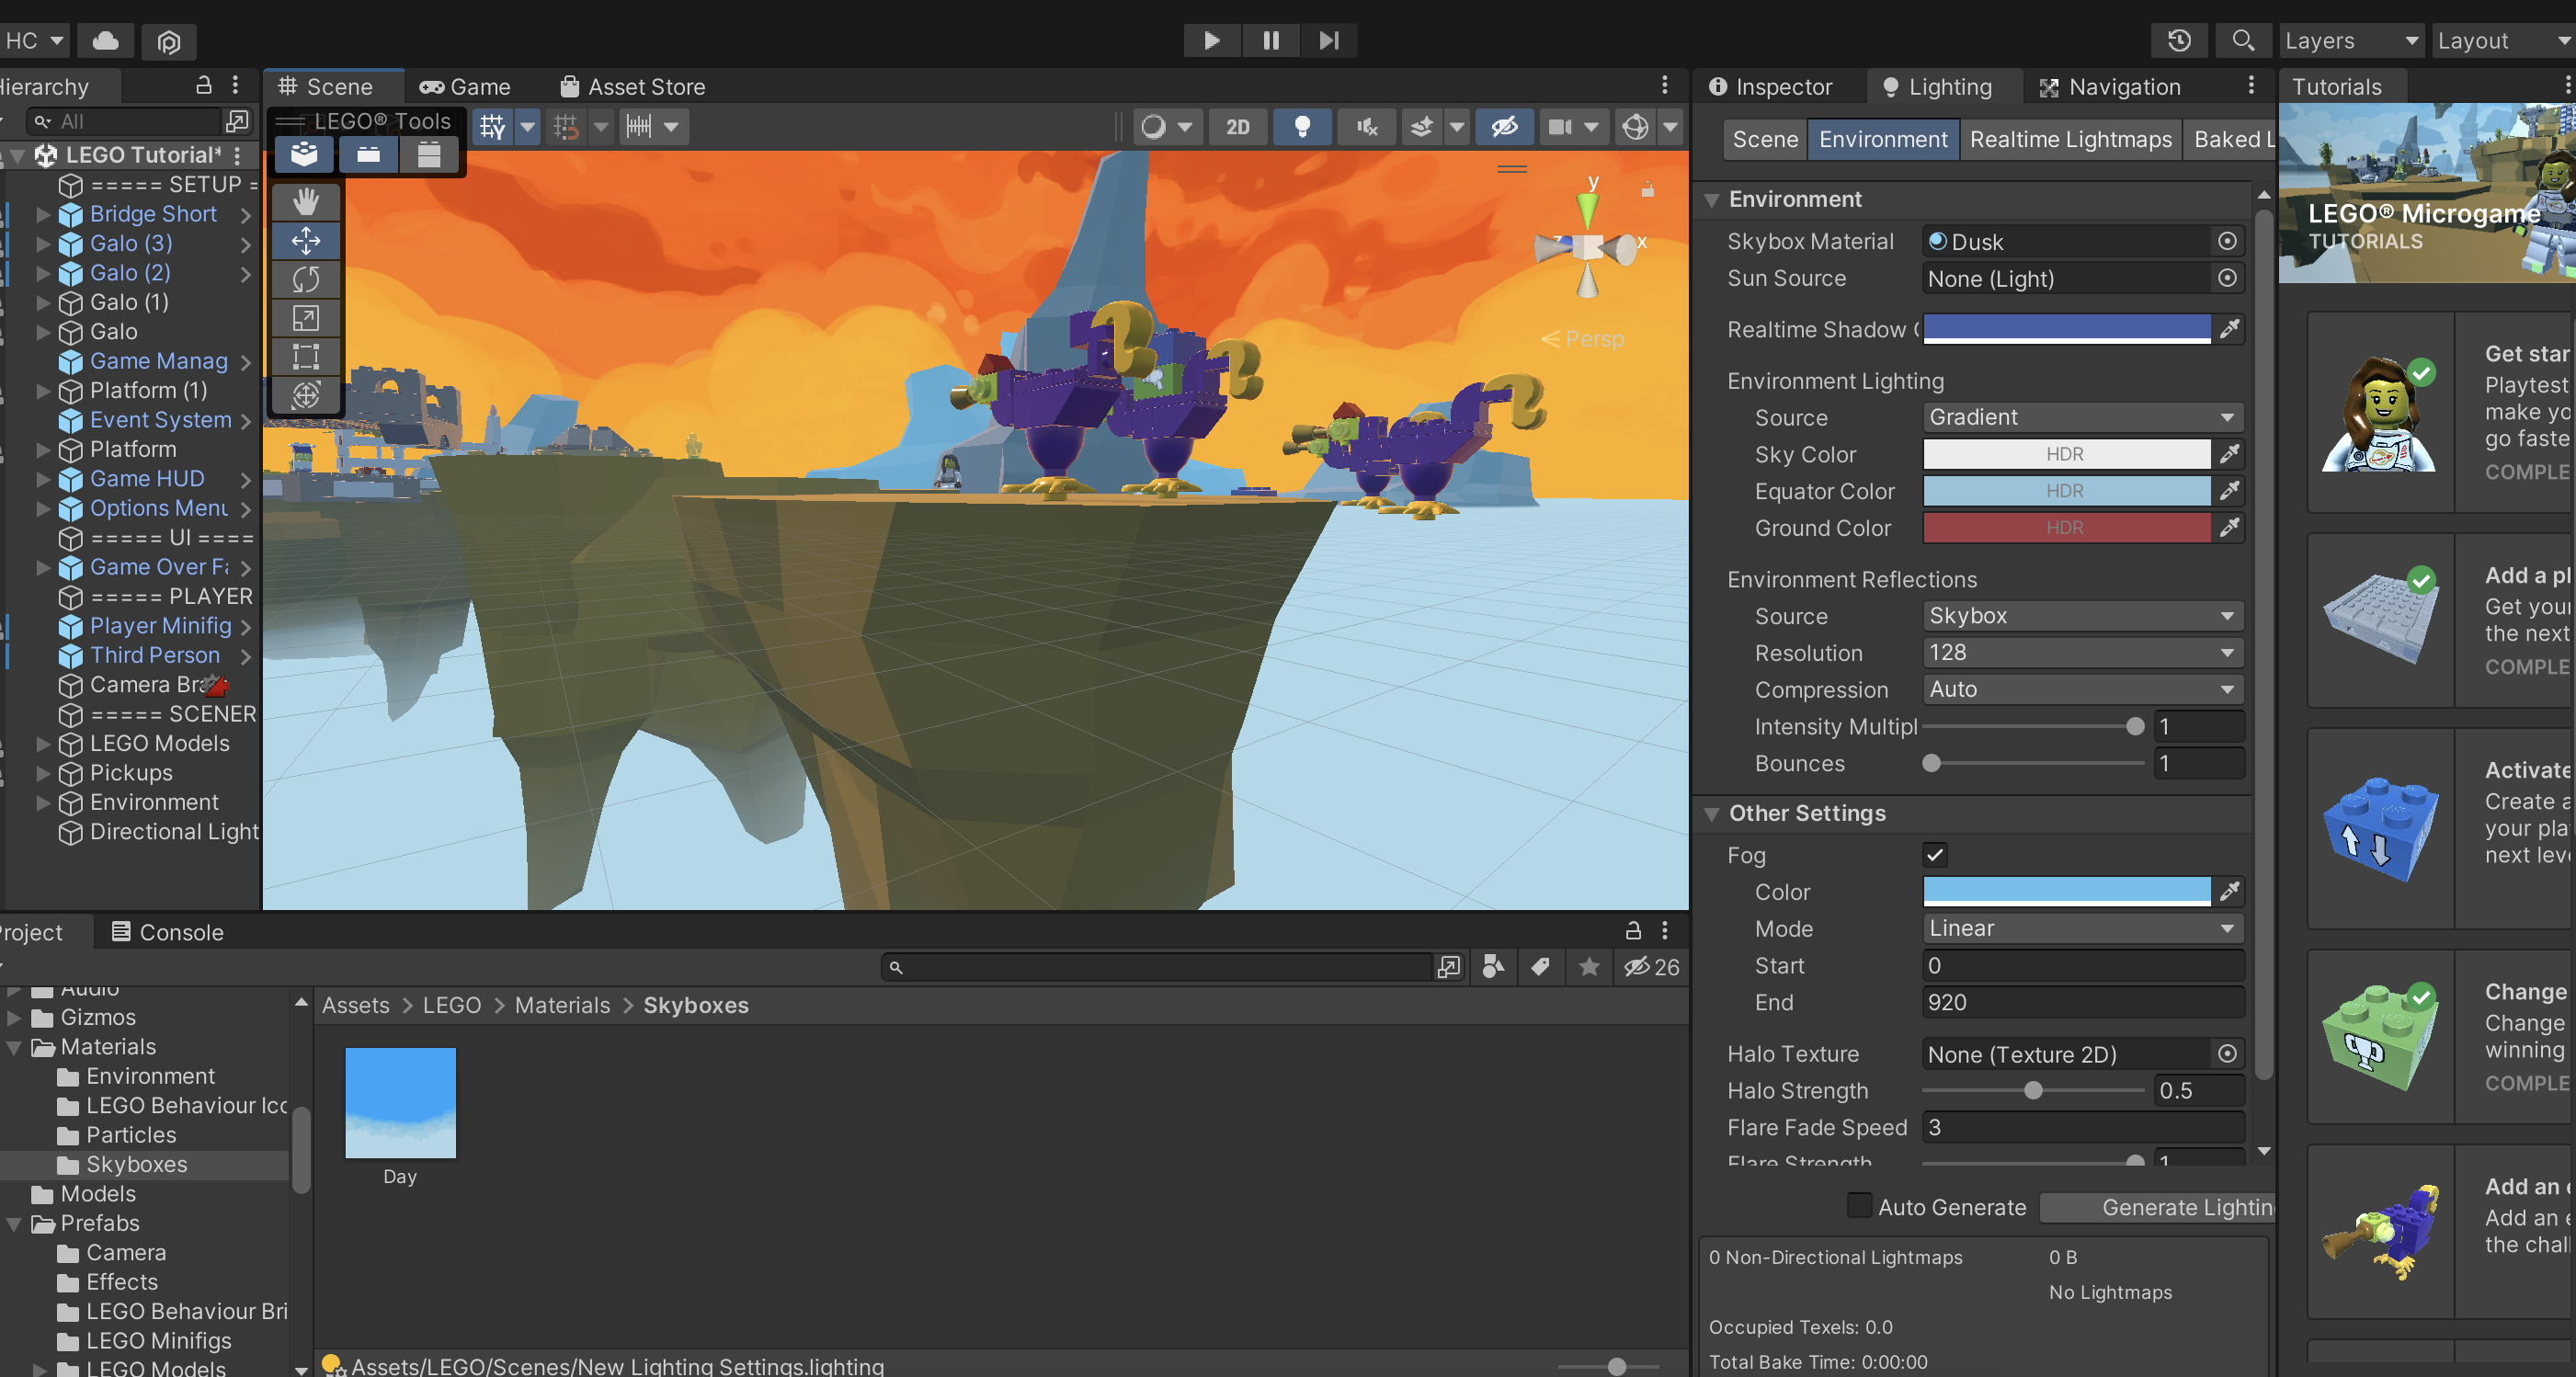 HC
Layers
Layout
Hierarchy
All
LEGO Tutorial*
===== SETUP =
Bridge Short
Galo (3)
Galo (2)
Galo (1)
Galo
Game Manag
Platform (1)
Event System
Platform
Game HUD
Options Menu
===== UI ====
Game Over Fa
===== PLAYER
Player Minifig
Third Person
Camera Bra
===== SCENER
LEGO Models
Pickups
Environment
Directional Light
Scene
Game
Asset Store
LEGO® Tools
2D
y
z
x
Persp
Inspector
Lighting
Navigation
Scene
Environment
Realtime Lightmaps
Baked L
Environment
Skybox Material
Dusk
Sun Source
None (Light)
Realtime Shadow C
Environment Lighting
Source
Gradient
Sky Color
HDR
Equator Color
HDR
Ground Color
HDR
Environment Reflections
Source
Skybox
Resolution
128
Compression
Auto
Intensity Multipl
1
Bounces
1
Other Settings
Fog
Color
Mode
Linear
Start
0
End
920
Halo Texture
None (Texture 2D)
Halo Strength
0.5
Flare Fade Speed
3
Flare Strength
1
Auto Generate
Generate Lighting
0 Non-Directional Lightmaps
0 B
No Lightmaps
Occupied Texels: 0.0
Total Bake Time: 0:00:00
Tutorials
LEGO® Microgame
TUTORIALS
Get star
Playtest
make yo
go faste
COMPLE
Add a pl
Get your
the next
COMPLE
Activate
Create a
your pla
next leve
Change
Change
winning
COMPLE
Add an e
Add an e
the chall
Project
Console
26
Audio
Gizmos
Materials
Environment
LEGO Behaviour Ico
Particles
Skyboxes
Models
Prefabs
Camera
Effects
LEGO Behaviour Bri
LEGO Minifigs
LEGO Models
Assets > LEGO > Materials > Skyboxes
Day
Assets/LEGO/Scenes/New Lighting Settings.lighting